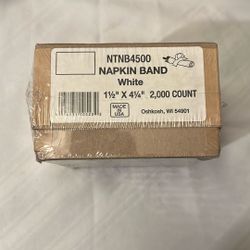 NTNB4500
NAPKIN BAND
White
1½" X 4¼" 2,000 COUNT
MADE
IN
USA
Oshkosh, WI 54901